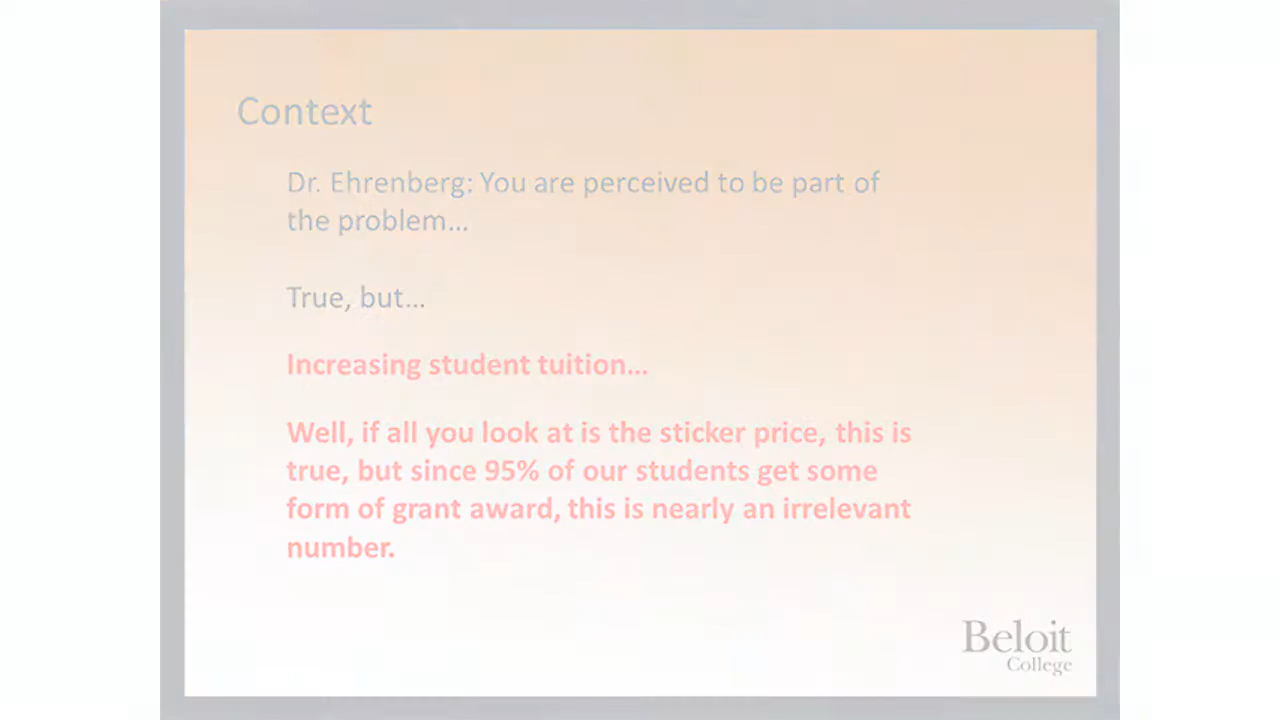 Context
Dr. Ehrenberg: You are perceived to be part of
the problem...
True, but...
Increasing student tuition...
Well, if all you look at is the sticker price, this is
true, but since 95% of our students get some
form of grant award, this is nearly an irrelevant
number.
Beloit
College